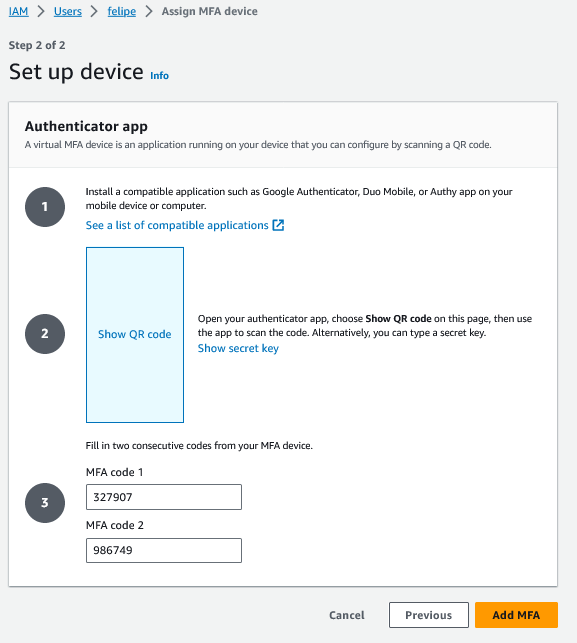 IAM > Users > felipe > Assign MFA device
Step 2 of 2
Set up device Info
Authenticator app
A virtual MFA device is an application running on your device that you can configure by scanning a QR code.
1
Install a compatible application such as Google Authenticator, Duo Mobile, or Authy app on your
mobile device or computer.
See a list of compatible applications
2
Show QR code
Open your authenticator app, choose Show QR code on this page, then use
the app to scan the code. Alternatively, you can type a secret key.
Show secret key
Fill in two consecutive codes from your MFA device.
3
MFA code 1
327907
MFA code 2
986749
Cancel Previous Add MFA